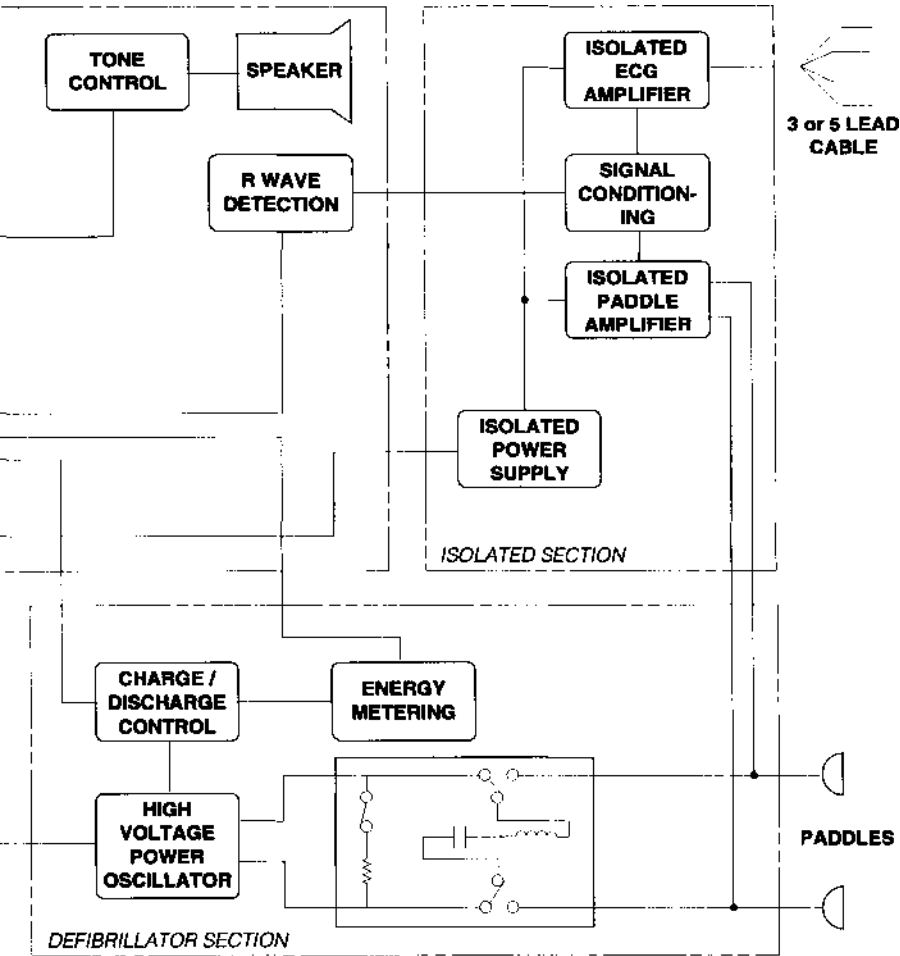 TONE
CONTROL
SPEAKER
ISOLATED
ECG
AMPLIFIER
3 or 5 LEAD
CABLE
R WAVE
DETECTION
SIGNAL
CONDITION-
ING
ISOLATED
PADDLE
AMPLIFIER
ISOLATED
POWER
SUPPLY
ISOLATED SECTION
CHARGE /
DISCHARGE
CONTROL
ENERGY
METERING
HIGH
VOLTAGE
POWER
OSCILLATOR
PADDLES
DEFIBRILLATOR SECTION